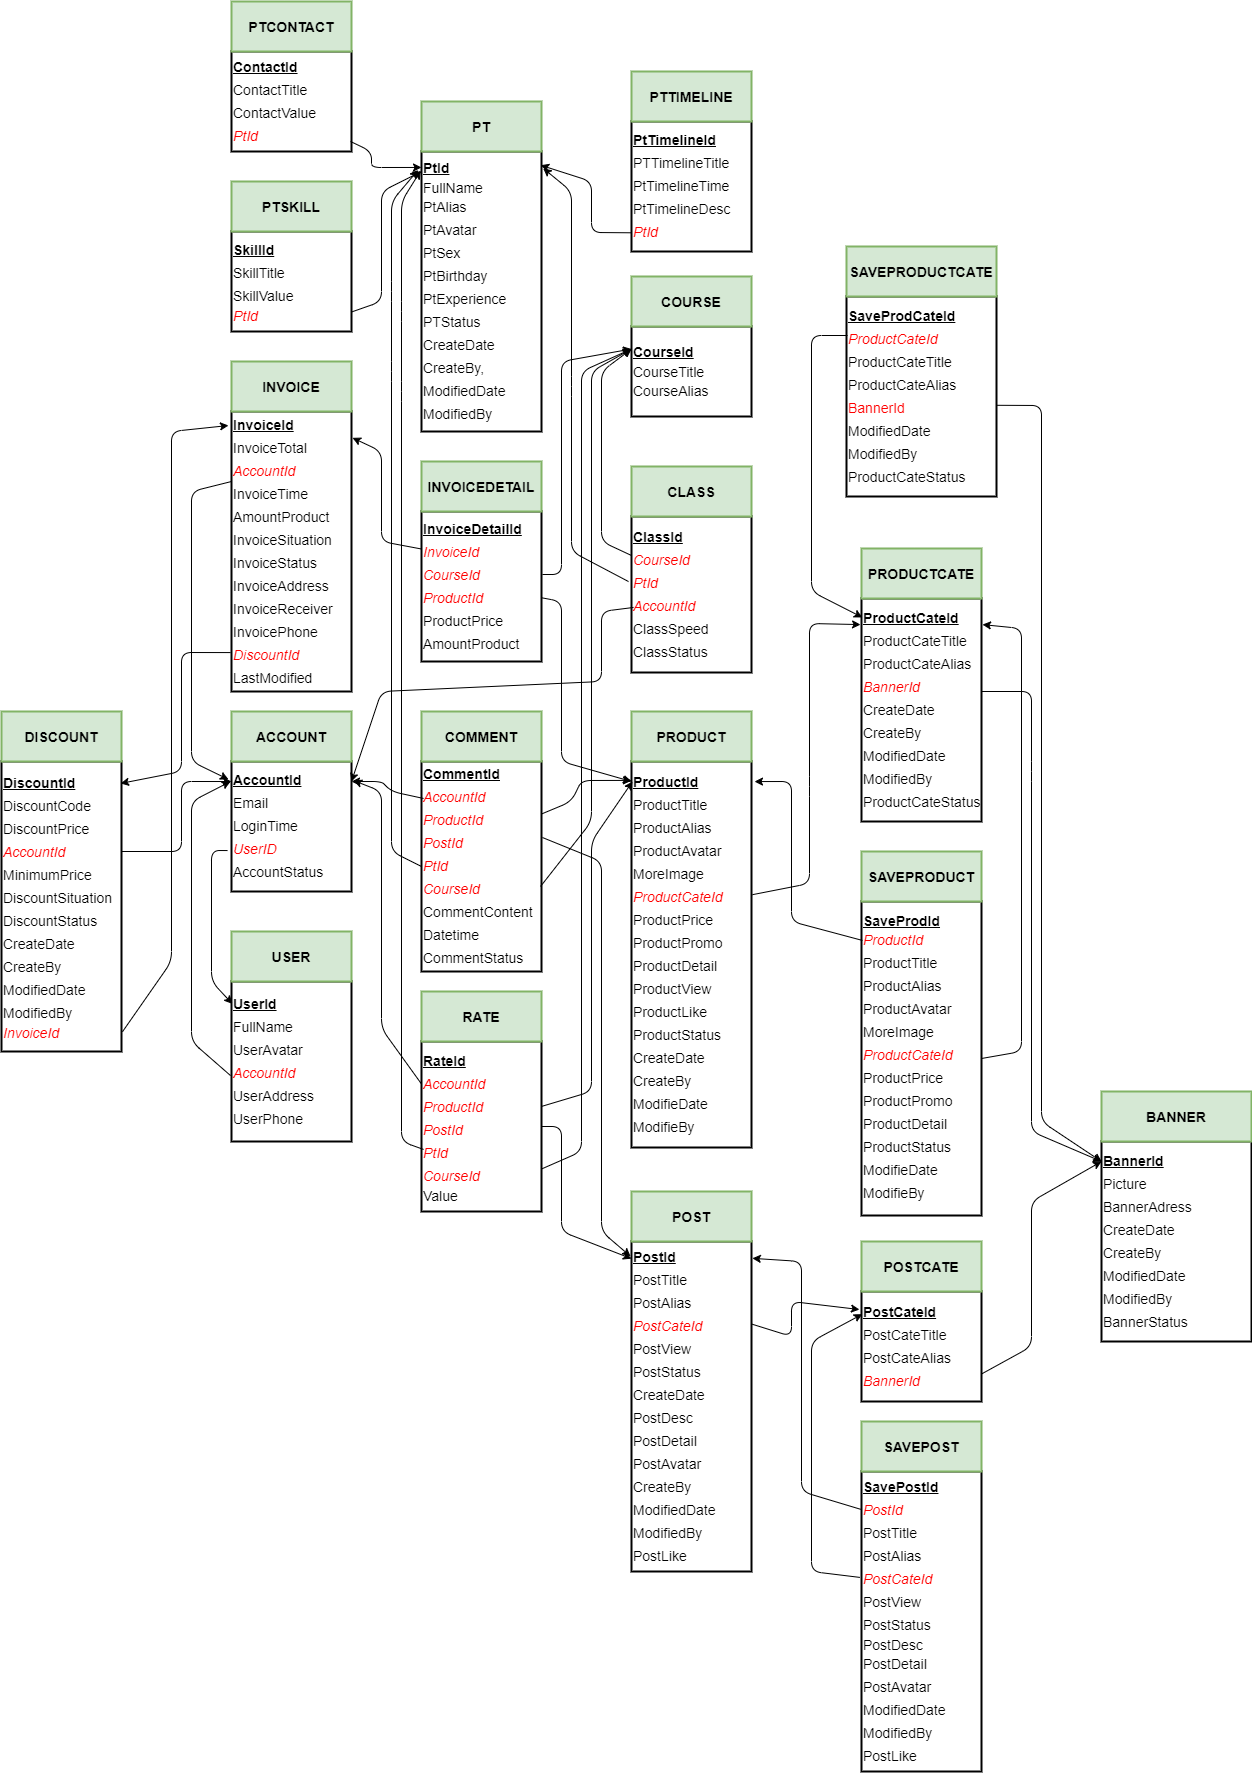 PTCONTACT
ContactId
ContactTitle
ContactValue
PtId
PTSKILL
SkillId
SkillTitle
SkillValue
PtId
PT
PtId
FullName
PtAlias
PtAvatar
PtSex
PtBirthday
PtExperience
PTStatus
CreateDate
CreateBy,
ModifiedDate
ModifiedBy
PTTIMELINE
PtTimelineId
PTTimelineTitle
PtTimelineTime
PtTimelineDesc
PtId
COURSE
CourseId
CourseTitle
CourseAlias
SAVEPRODUCTCATE
SaveProdCateId
ProductCateId
ProductCateTitle
ProductCateAlias
BannerId
ModifiedDate
ModifiedBy
ProductCateStatus
INVOICE
InvoiceId
InvoiceTotal
AccountId
InvoiceTime
AmountProduct
InvoiceSituation
InvoiceStatus
InvoiceAddress
InvoiceReceiver
InvoicePhone
DiscountId
LastModified
INVOICEDETAIL
InvoiceDetailId
InvoiceId
CourseId
ProductId
ProductPrice
AmountProduct
CLASS
ClassId
CourseId
PtId
AccountId
ClassSpeed
ClassStatus
PRODUCTCATE
ProductCateId
ProductCateTitle
ProductCateAlias
BannerId
CreateDate
CreateBy
ModifiedDate
ModifiedBy
ProductCateStatus
DISCOUNT
DiscountId
DiscountCode
DiscountPrice
AccountId
MinimumPrice
DiscountSituation
DiscountStatus
CreateDate
CreateBy
ModifiedDate
ModifiedBy
InvoiceId
ACCOUNT
AccountId
Email
LoginTime
UserID
AccountStatus
USER
UserId
FullName
UserAvatar
AccountId
UserAddress
UserPhone
COMMENT
CommentId
AccountId
ProductId
PostId
PtId
CourseId
CommentContent
Datetime
CommentStatus
RATE
RateId
AccountId
ProductId
PostId
PtId
CourseId
Value
PRODUCT
ProductId
ProductTitle
ProductAlias
ProductAvatar
MoreImage
ProductCateId
ProductPrice
ProductPromo
ProductDetail
ProductView
ProductLike
ProductStatus
CreateDate
CreateBy
ModifieDate
ModifieBy
SAVEPRODUCT
SaveProdId
ProductId
ProductTitle
ProductAlias
ProductAvatar
MoreImage
ProductCateId
ProductPrice
ProductPromo
ProductDetail
ProductStatus
ModifieDate
ModifieBy
BANNER
BannerId
Picture
BannerAdress
CreateDate
CreateBy
ModifiedDate
ModifiedBy
BannerStatus
POST
PostId
PostTitle
PostAlias
PostCateId
PostView
PostStatus
CreateDate
PostDesc
PostDetail
PostAvatar
CreateBy
ModifiedDate
ModifiedBy
PostLike
POSTCATE
PostCateId
PostCateTitle
PostCateAlias
BannerId
SAVEPOST
SavePostId
PostId
PostTitle
PostAlias
PostCateId
PostView
PostStatus
PostDesc
PostDetail
PostAvatar
ModifiedDate
ModifiedBy
PostLike